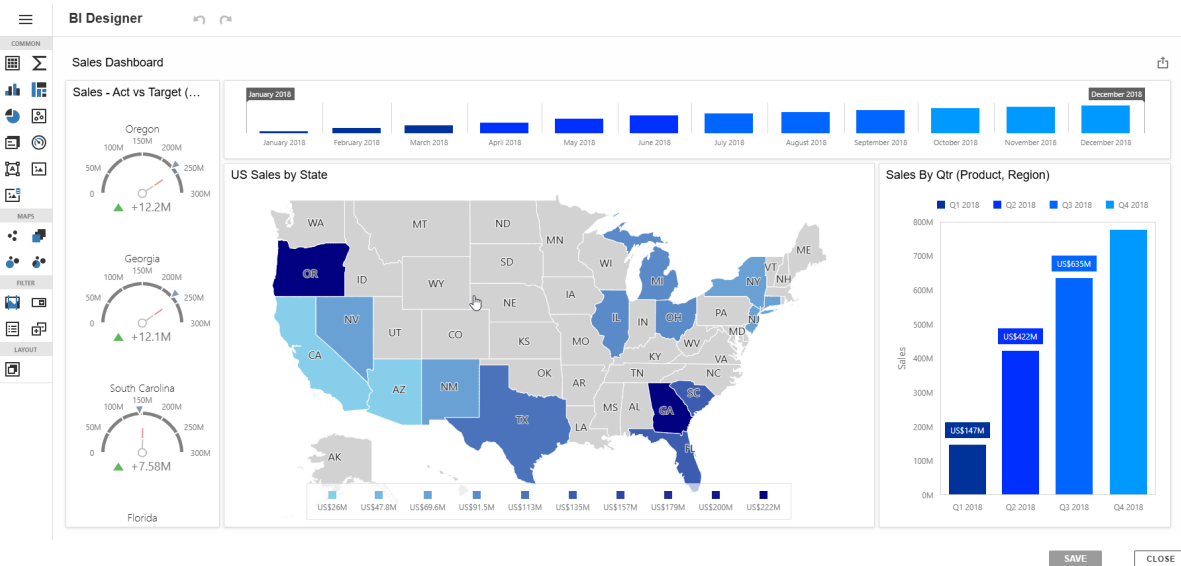 BI Designer
COMMON
MAPS
FILTER
LAYOUT
Sales Dashboard
Sales - Act vs Target (...
Oregon
0
50M
100M
150M
200M
250M
300M
+12.2M
Georgia
0
50M
100M
150M
200M
250M
300M
+12.1M
South Carolina
0
50M
100M
150M
200M
250M
300M
+7.58M
Florida
January 2018
December 2018
January 2018 February 2018 March 2018 April 2018 May 2018 June 2018 July 2018 August 2018 September 2018 October 2018 November 2018 December 2018
US Sales by State
WA
MT
ND
MN
ME
OR
ID
WY
SD
WI
MI
NY
VT
NH
NV
UT
CO
NE
IA
IL
IN
OH
PA
NJ
MD
CA
AZ
NM
KS
MO
KY
WV
VA
OK
AR
TN
NC
TX
LA
MS
AL
GA
SC
FL
AK
US$26M US$47.8M US$69.6M US$91.5M US$113M US$135M US$157M US$179M US$200M US$222M
Sales By Qtr (Product, Region)
Q1 2018 Q2 2018 Q3 2018 Q4 2018
800M
700M
600M
500M
400M
300M
200M
100M
0M
Sales
US$147M
US$422M
US$635M
Q1 2018 Q2 2018 Q3 2018 Q4 2018
SAVE
CLOSE